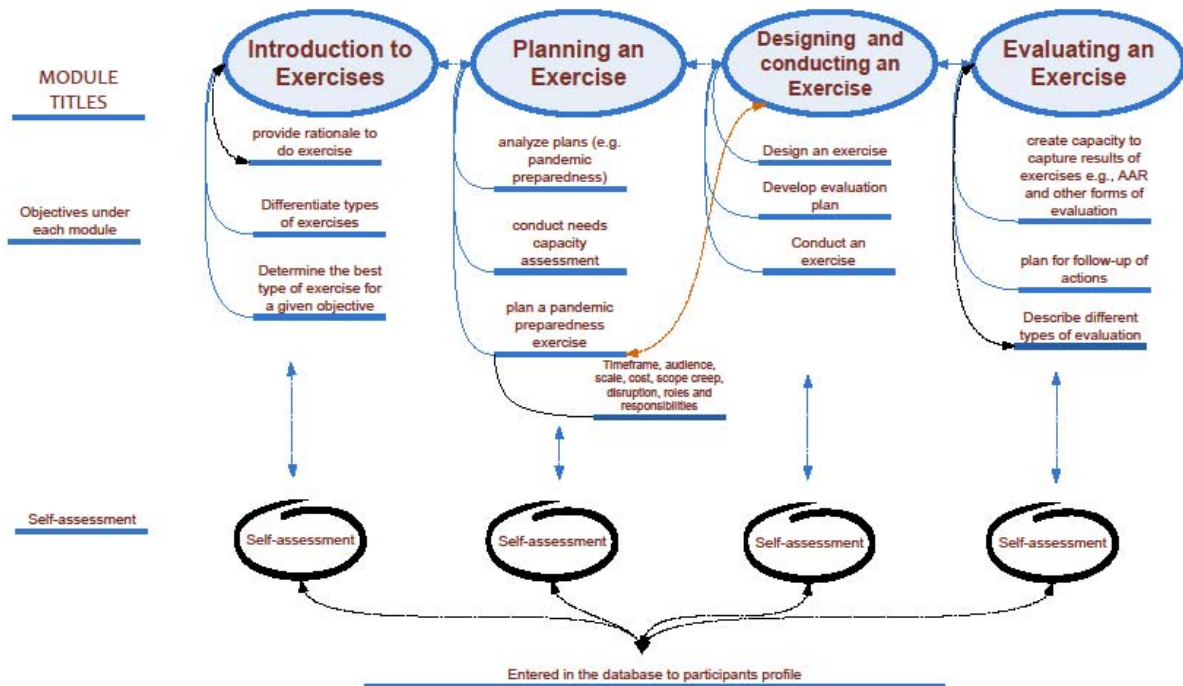 MODULE
TITLES
Introduction to
Exercises
Planning an
Exercise
Designing and
conducting an
Exercise
Evaluating an
Exercise
Objectives under
each module
provide rationale to
do exercise
Differentiate types
of exercises
Determine the best
type of exercise for
a given objective
analyze plans (e.g.
pandemic
preparedness)
conduct needs
capacity
assessment
plan a pandemic
preparedness
exercise
Timeframe, audience,
scale, cost, scope creep,
disruption, roles and
responsibilities
Design an exercise
Develop evaluation
plan
Conduct an
exercise
create capacity to
capture results of
exercises e.g., AAR
and other forms of
evaluation
plan for follow-up of
actions
Describe different
types of evaluation
Self-assessment
Self-assessment
Self-assessment
Self-assessment
Self-assessment
Entered in the database to participants profile